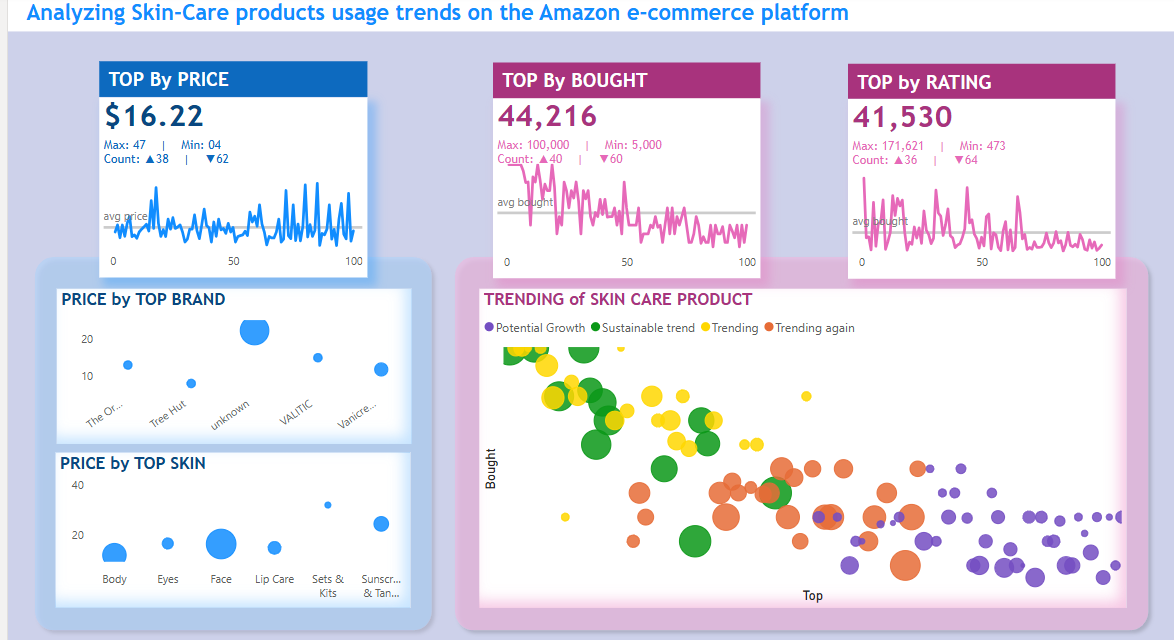 Analyzing Skin-Care products usage trends on the Amazon e-commerce platform
TOP By PRICE
$16.22
Max: 47 | Min: 04
Count: ▲38 | ▼62
avg price
0 50 100
TOP By BOUGHT
44,216
Max: 100,000 | Min: 5,000
Count: ▲40 | ▼60
avg bought
0 50 100
TOP by RATING
41,530
Max: 171,621 | Min: 473
Count: ▲36 | ▼64
avg bought
0 50 100
PRICE by TOP BRAND
20
10
The Or...
Tree Hut
unknown
VALITIC
Vanicre...
PRICE by TOP SKIN
40
20
Body Eyes Face Lip Care Sets & Sunscr...
Kits & Tan...
TRENDING of SKIN CARE PRODUCT
Potential Growth Sustainable trend Trending Trending again
Bought
Top